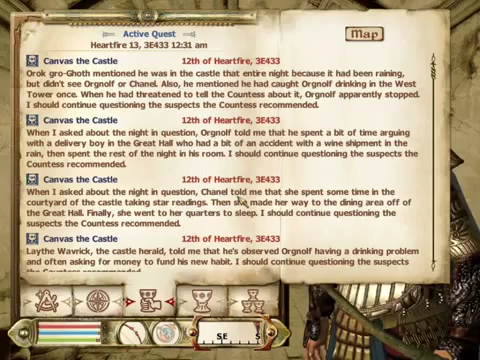 Active Quest
Map
Heartfire 13, 3E433 12:31 am
Canvas the Castle 12th of Heartfire, 3E433
Orok gro-Ghoth mentioned he was in the castle that entire night because it had been raining,
but didn't see Orgnolf or Chanel. Also, he mentioned he had caught Orgnolf drinking in the West
Tower once. When he had threatened to tell the Countess about it, Orgnolf apparently stopped.
I should continue questioning the suspects the Countess recommended.
Canvas the Castle 12th of Heartfire, 3E433
When I asked about the night in question, Orgnolf told me that he spent a bit of time arguing
with a delivery boy in the Great Hall who had a bit of an accident with a wine shipment in the
rain, then spent the rest of the night in his room. I should continue questioning the suspects the
Countess recommended.
Canvas the Castle 12th of Heartfire, 3E433
When I asked about the night in question, Chanel told me that she spent some time in the
courtyard of the castle taking star readings. Then she made her way to the dining area off of
the Great Hall. Finally, she went to her quarters to sleep. I should continue questioning the
suspects the Countess recommended.
Canvas the Castle 12th of Heartfire, 3E433
Laythe Wavrick, the castle herald, told me that he's observed Orgnolf having a drinking problem
and often asking for money to fund his new habit. I should continue questioning the suspects
the Countess recommended.
SE S